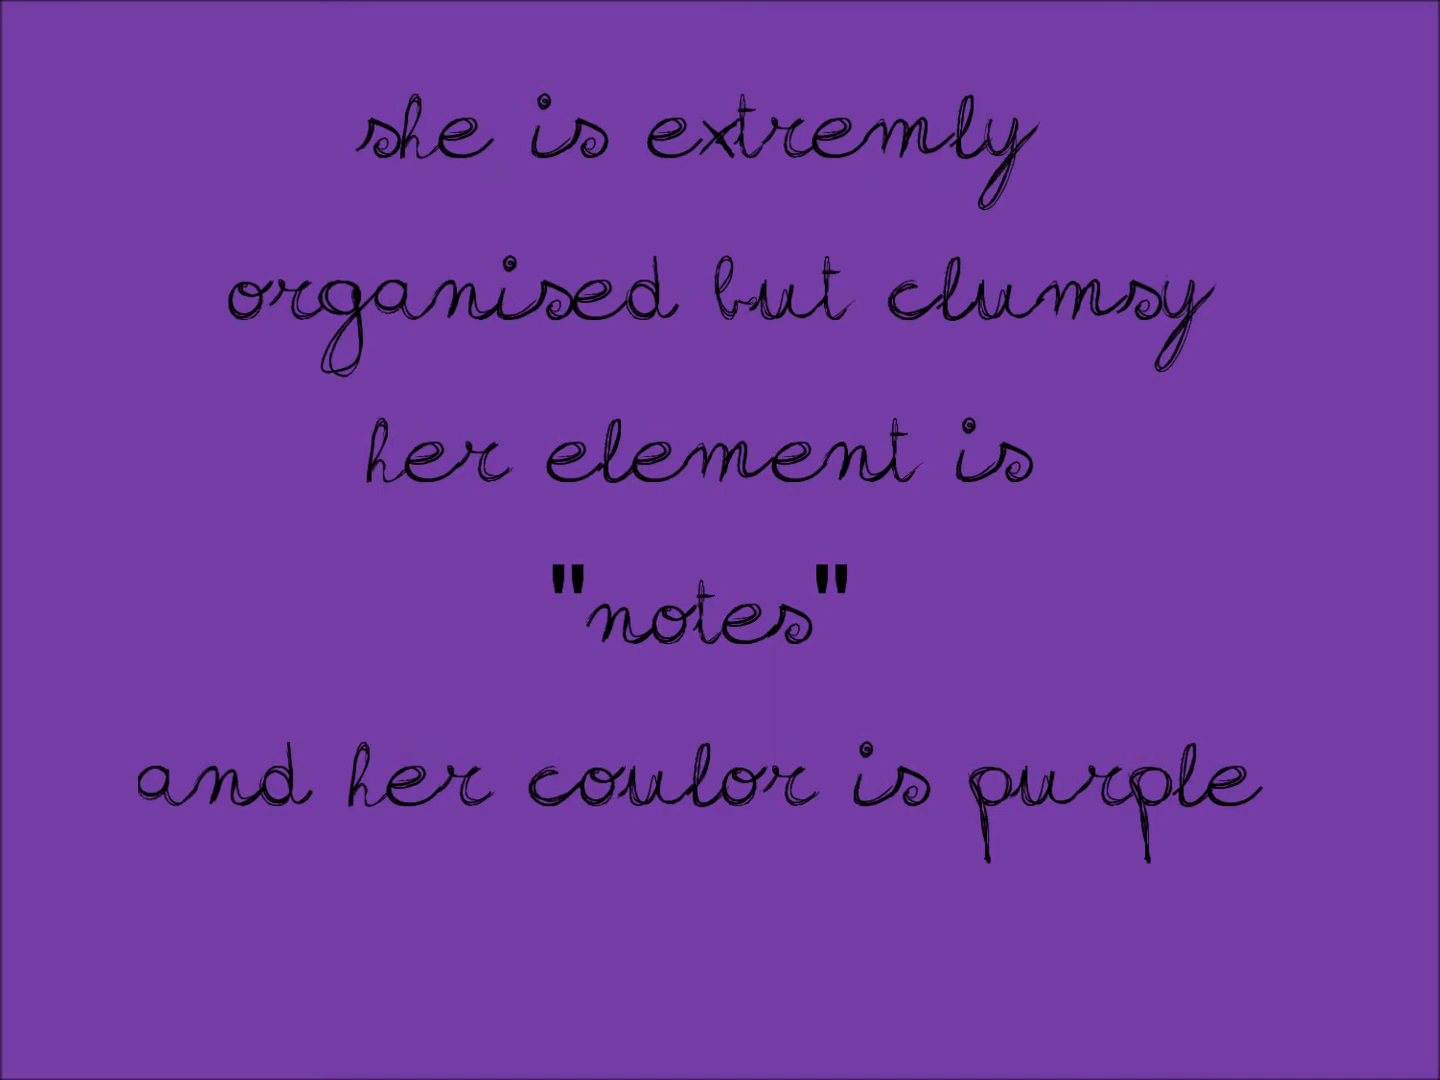 she is extremly
organised but clumsy
her element is
"notes"
and her coulor is purple